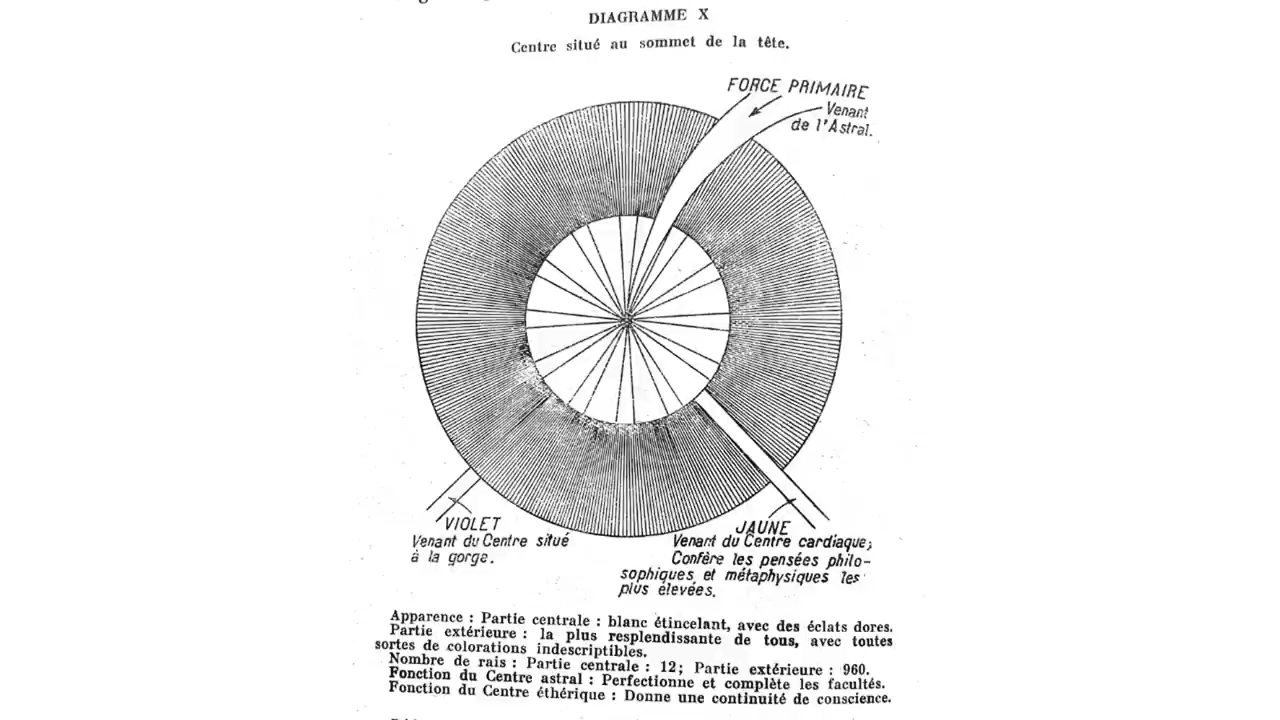 DIAGRAMME X
Centre situé au sommet de la tête.
FORCE PRIMAIRE
Venant
de l'Astral.
VIOLET
Venant du Centre situé
à la gorge.
JAUNE
Venant du Centre cardiaque;
Confère les pensées philo-
sophiques et métaphysiques les
plus élevées.
Apparence : Partie centrale : blanc étincelant, avec des éclats dores.
Partie extérieure : la plus resplendissante de tous, avec toutes
sortes de colorations indescriptibles.
Nombre de rais : Partie centrale : 12; Partie extérieure : 960.
Fonction du Centre astral : Perfectionne et complète les facultés.
Fonction du Centre éthérique : Donne une continuité de conscience.